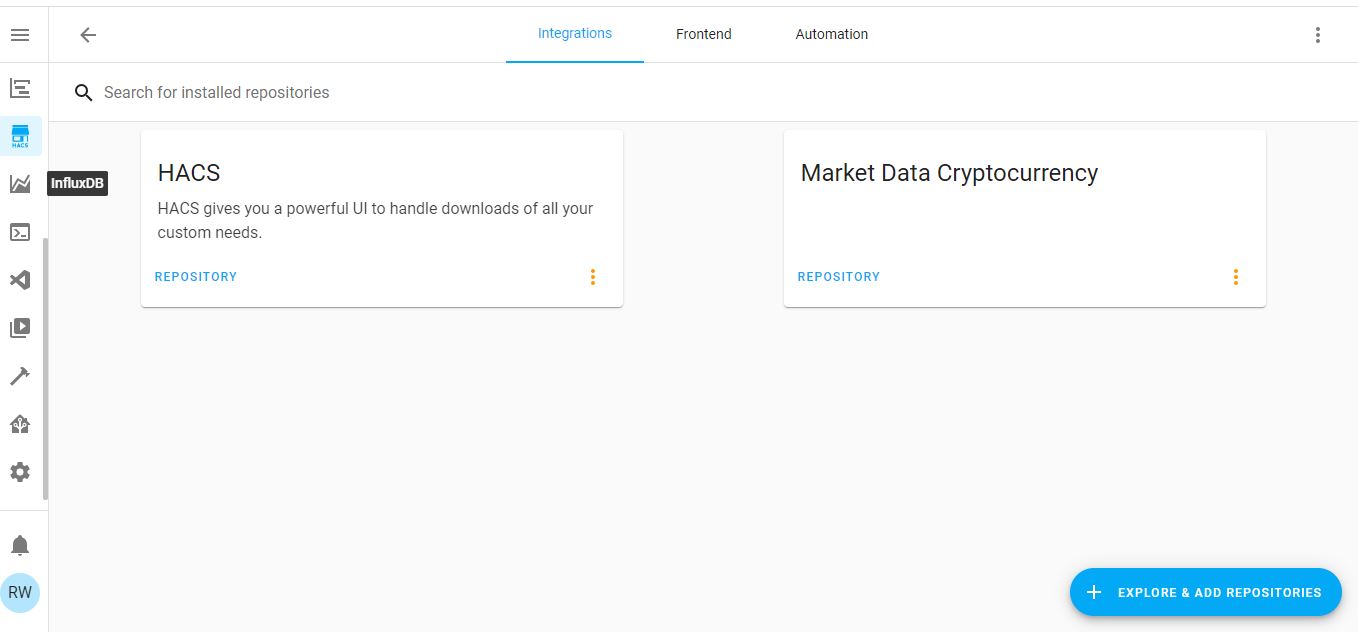 Integrations
Frontend
Automation
Search for installed repositories
HACS
InfluxDB
HACS
HACS gives you a powerful UI to handle downloads of all your
custom needs.
REPOSITORY
Market Data Cryptocurrency
REPOSITORY
RW
EXPLORE & ADD REPOSITORIES